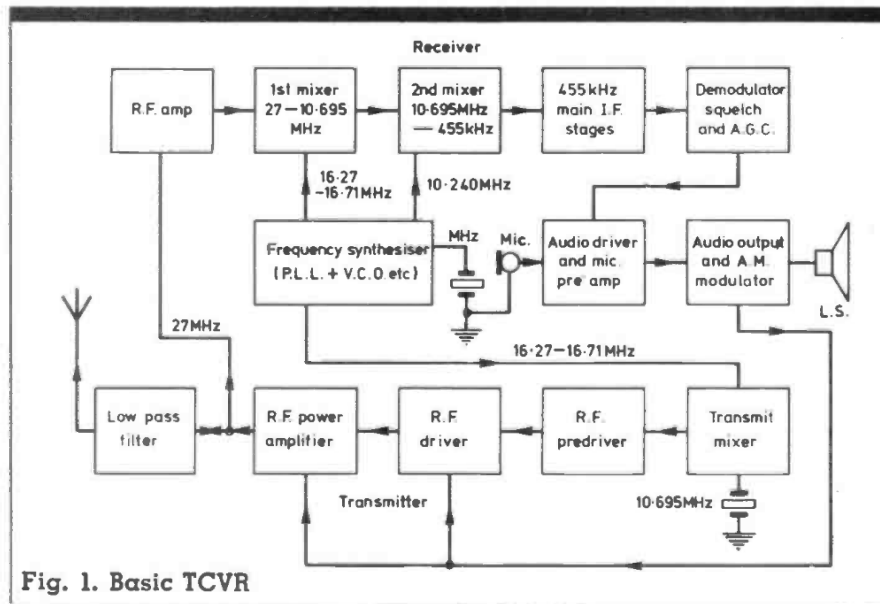 Receiver
R.F. amp
1st mixer
27-10·695
MHz
2nd mixer
10·695MHz
— 455kHz
455kHz
main I.F.
stages
Demodulator
squelch
and A.G.C.
16·27
-16·71MHz
10·240MHz
Frequency synthesiser
(P.L.L. + V.C.O. etc)
MHz
Mic.
Audio driver
and mic.
pre amp
Audio output
and A.M.
modulator
L.S.
27MHz
16·27-16·71MHz
Low pass
filter
R.F. power
amplifier
R.F.
driver
R.F.
predriver
Transmit
mixer
Transmitter
10·695MHz
Fig. 1. Basic TCVR